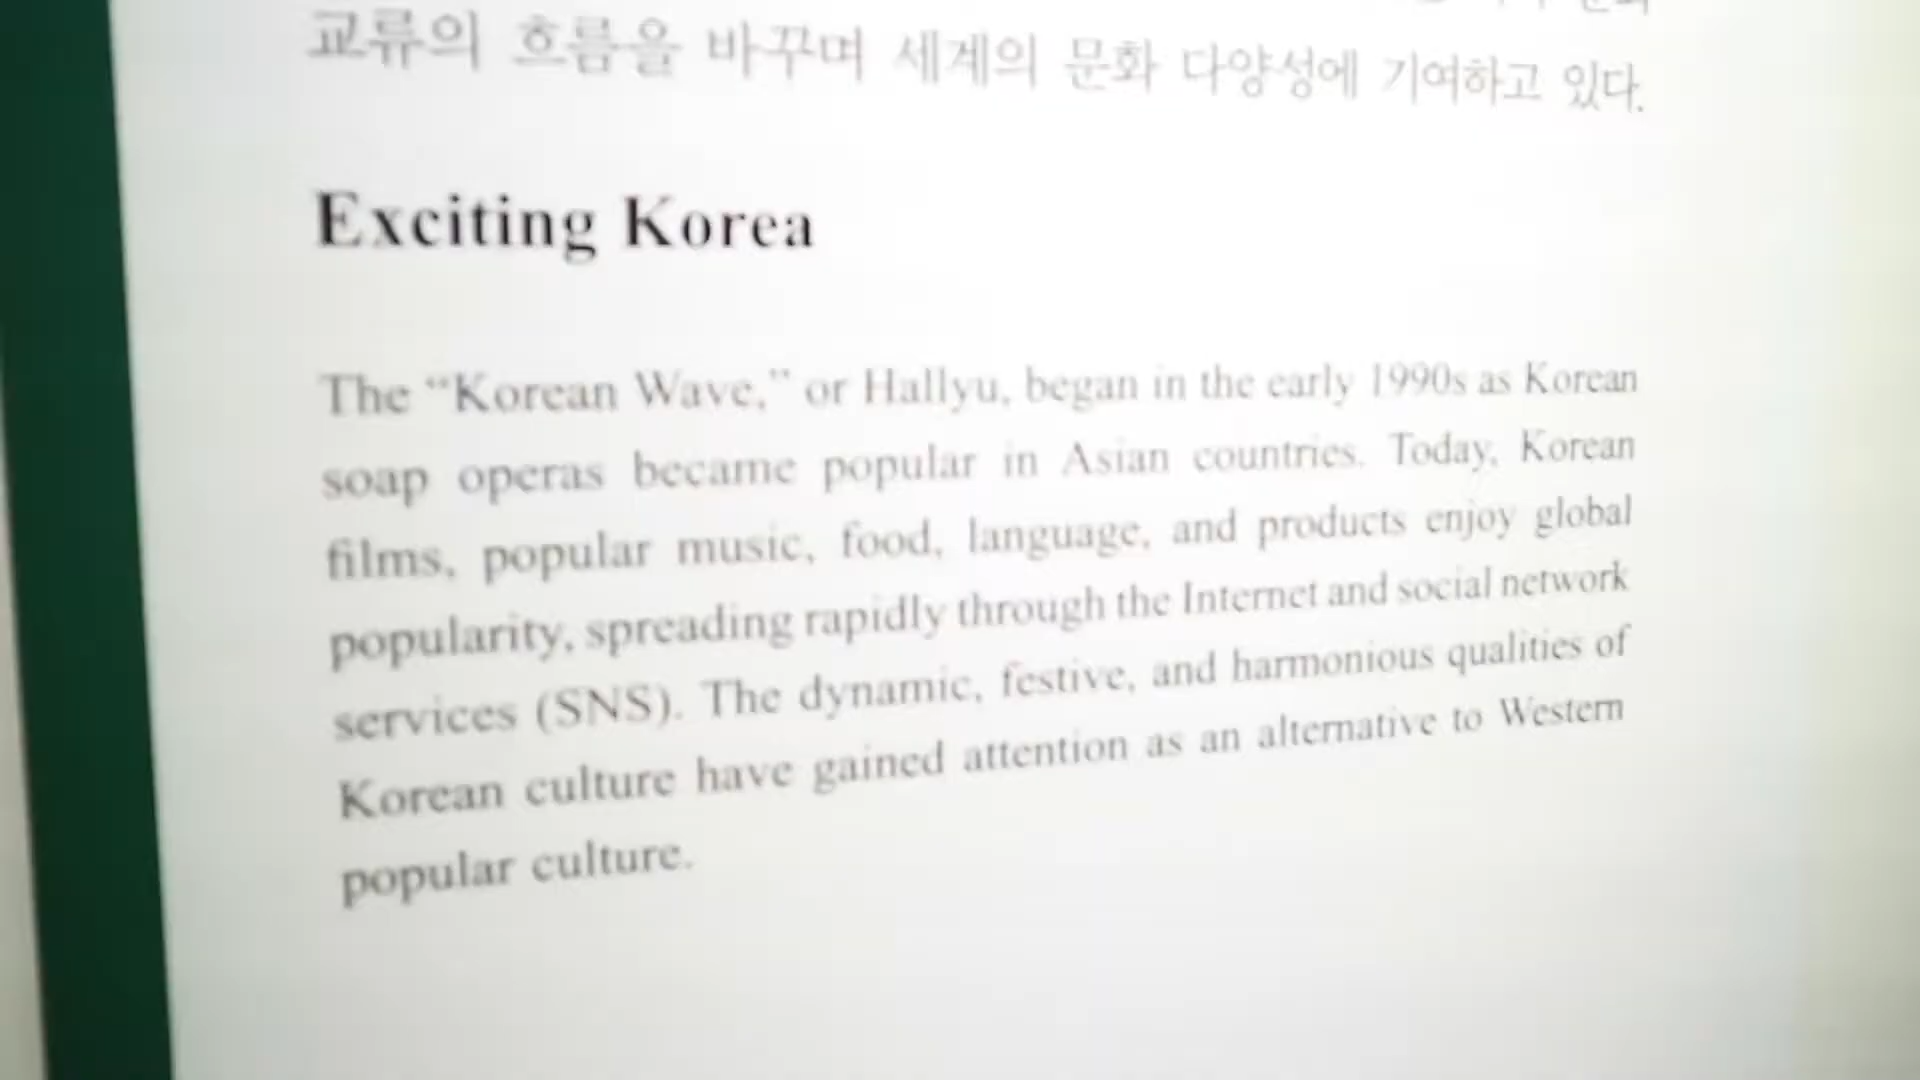 교류의 흐름을 바꾸며 세계의 문화 다양성에 기여하고 있다.
Exciting Korea
The “Korean Wave,” or Hallyu, began in the early 1990s as Korean
soap operas became popular in Asian countries. Today, Korean
films, popular music, food, language, and products enjoy global
popularity, spreading rapidly through the Internet and social network
services (SNS). The dynamic, festive, and harmonious qualities of
Korean culture have gained attention as an alternative to Western
popular culture.